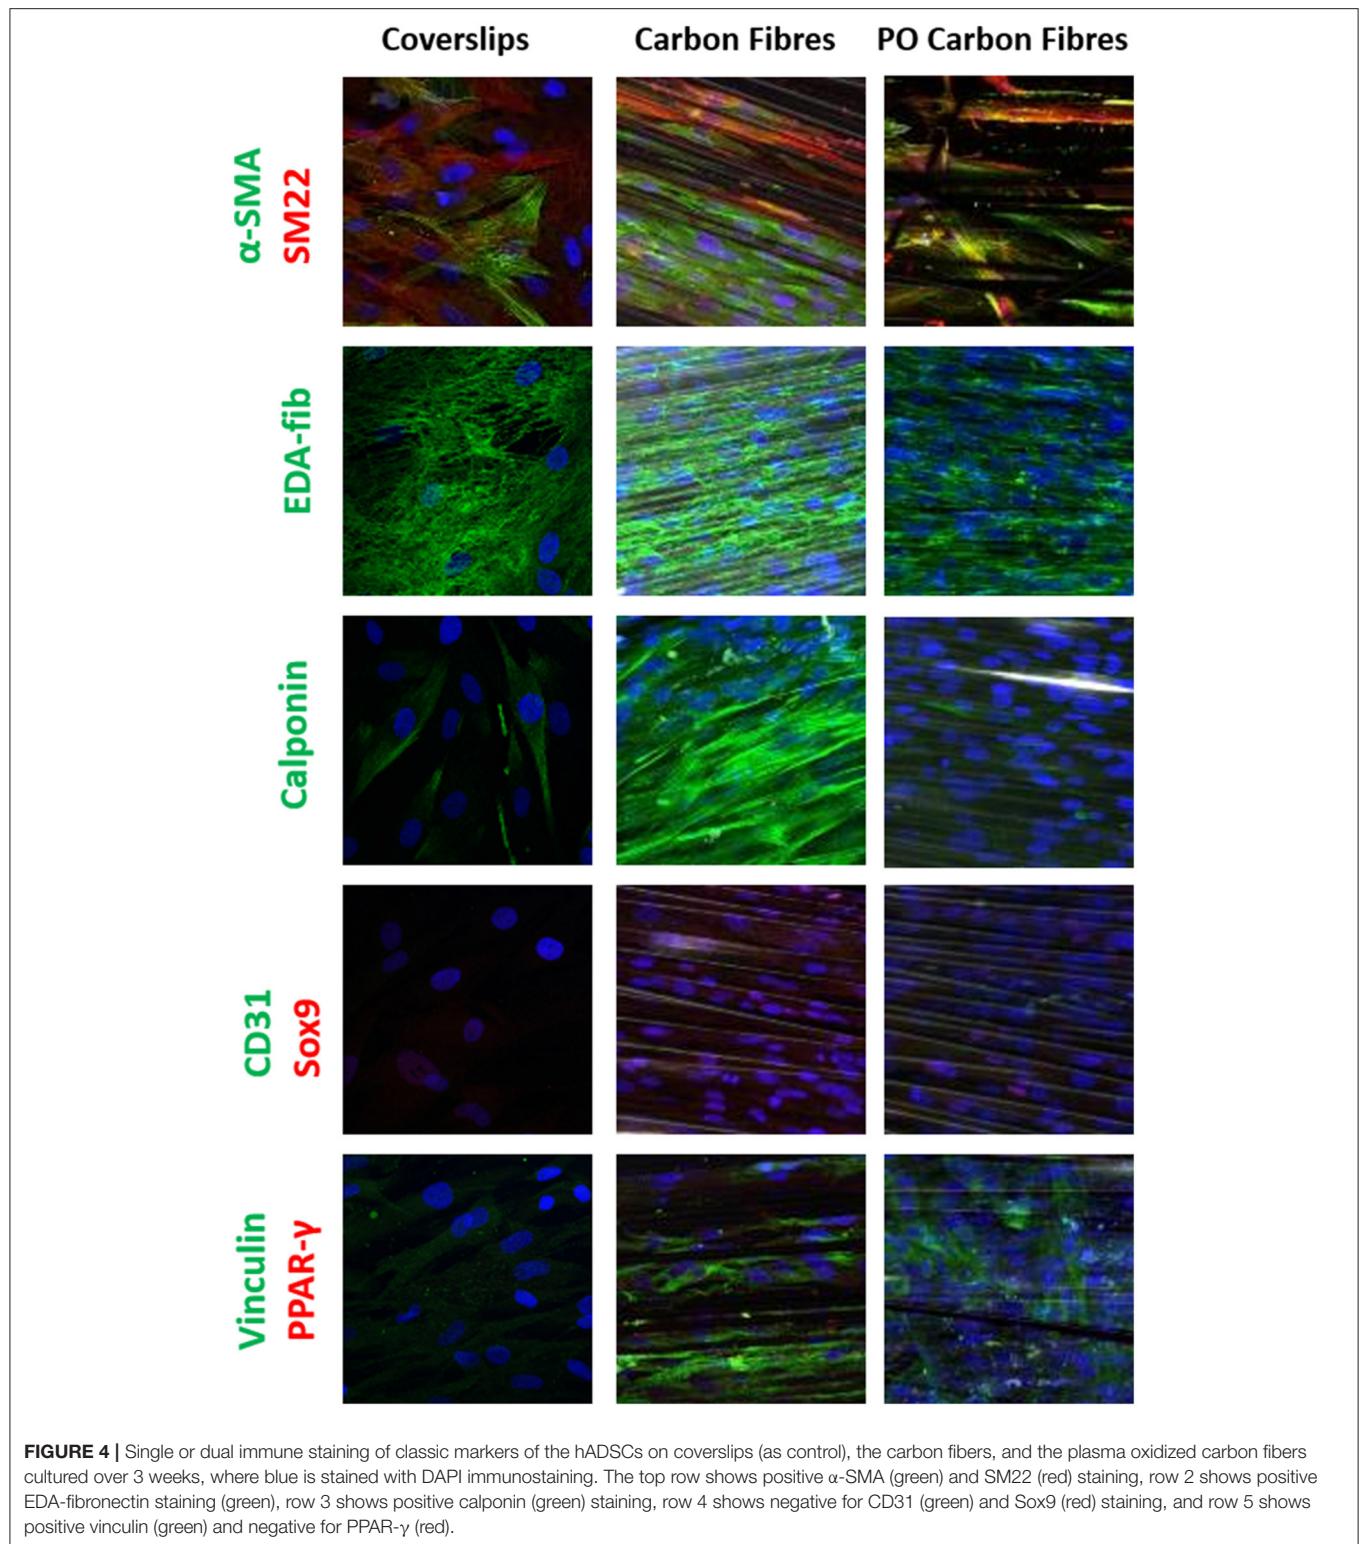 Coverslips Carbon Fibres PO Carbon Fibres
α-SMA
SM22
EDA-fib
Calponin
CD31
Sox9
Vinculin
PPAR-γ
FIGURE 4 | Single or dual immune staining of classic markers of the hADSCs on coverslips (as control), the carbon fibers, and the plasma oxidized carbon fibers
cultured over 3 weeks, where blue is stained with DAPI immunostaining. The top row shows positive α-SMA (green) and SM22 (red) staining, row 2 shows positive
EDA-fibronectin staining (green), row 3 shows positive calponin (green) staining, row 4 shows negative for CD31 (green) and Sox9 (red) staining, and row 5 shows
positive vinculin (green) and negative for PPAR-γ (red).